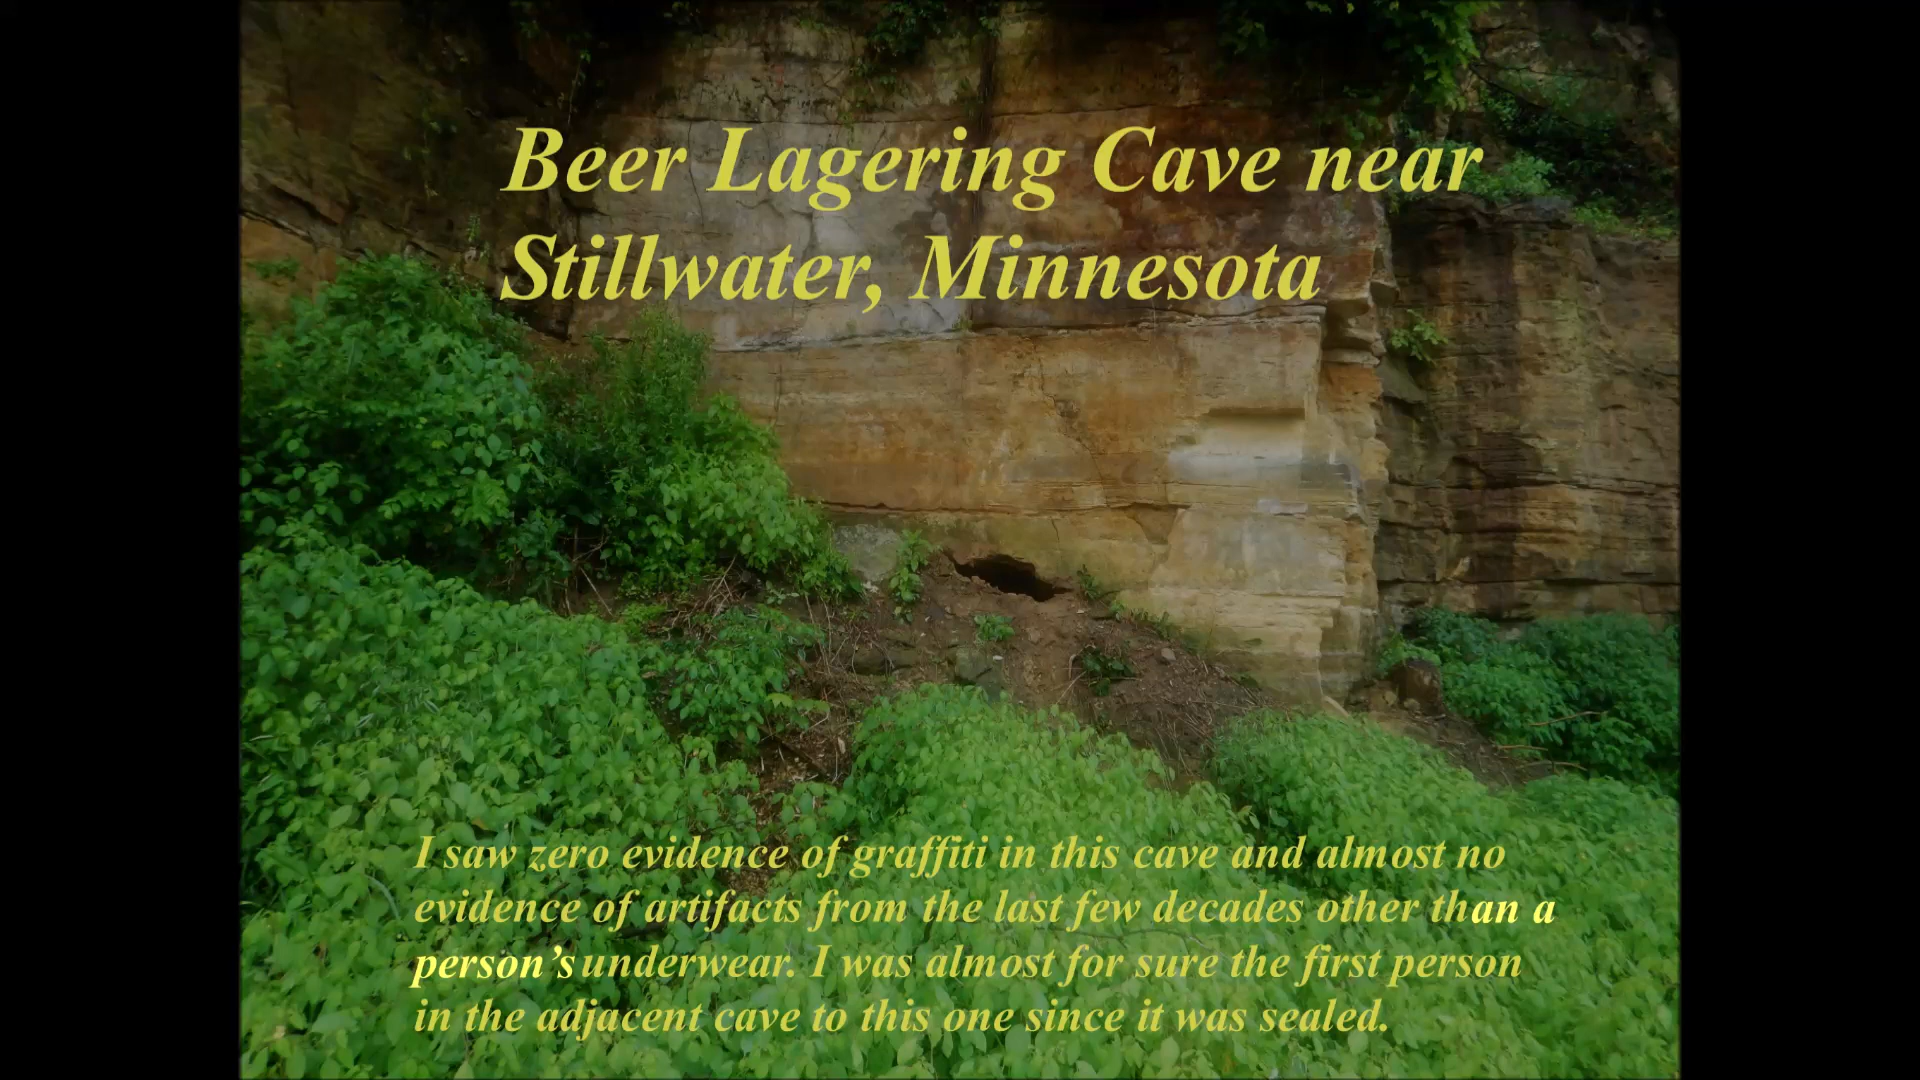 Beer Lagering Cave near
Stillwater, Minnesota
I saw zero evidence of graffiti in this cave and almost no
evidence of artifacts from the last few decades other than a
person’s underwear. I was almost for sure the first person
in the adjacent cave to this one since it was sealed.